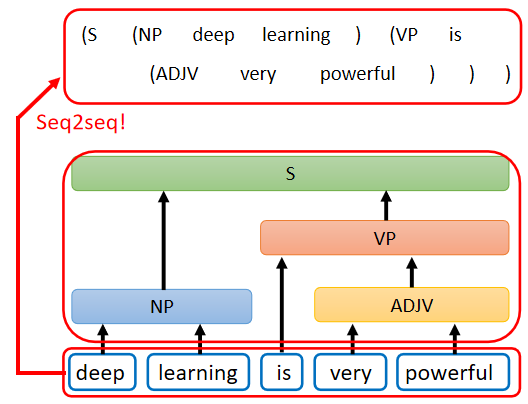 (S (NP deep learning ) (VP is
(ADJV very powerful ) ) )
Seq2seq!
S
VP
NP ADJV
deep learning is very powerful